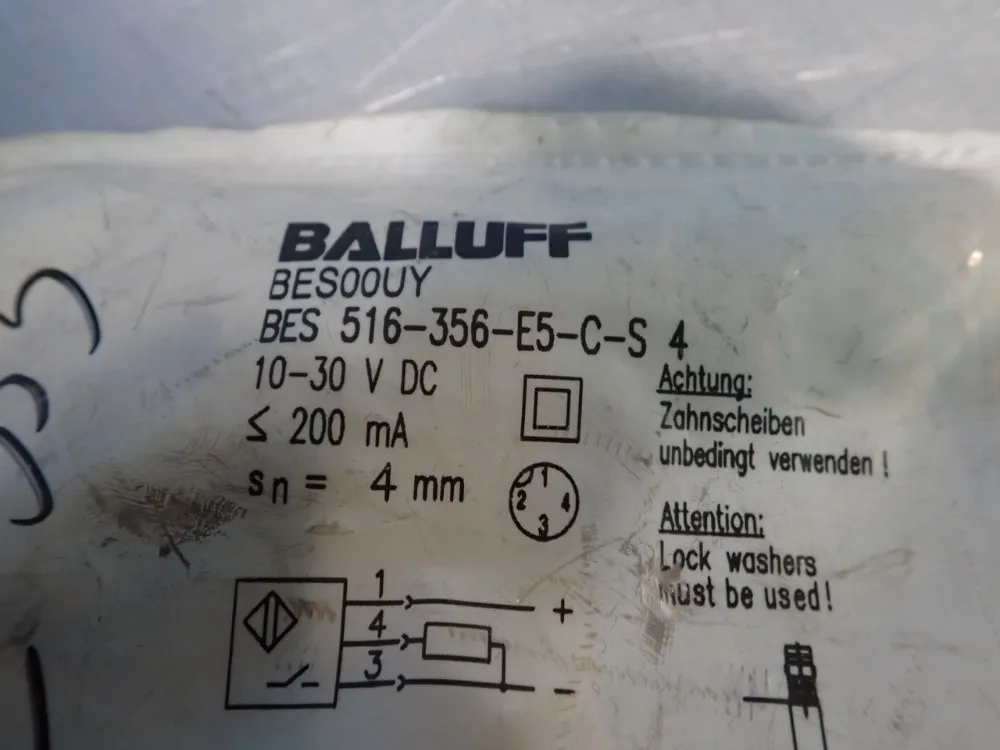 BALLUFF
BES00UY
BES 516-356-E5-C-S 4
10-30 V DC
≤ 200 mA
sn = 4 mm
Achtung:
Zahnscheiben
unbedingt verwenden!
1
2 4
3
Attention:
Lock washers
must be used!
1
+
4
3
-